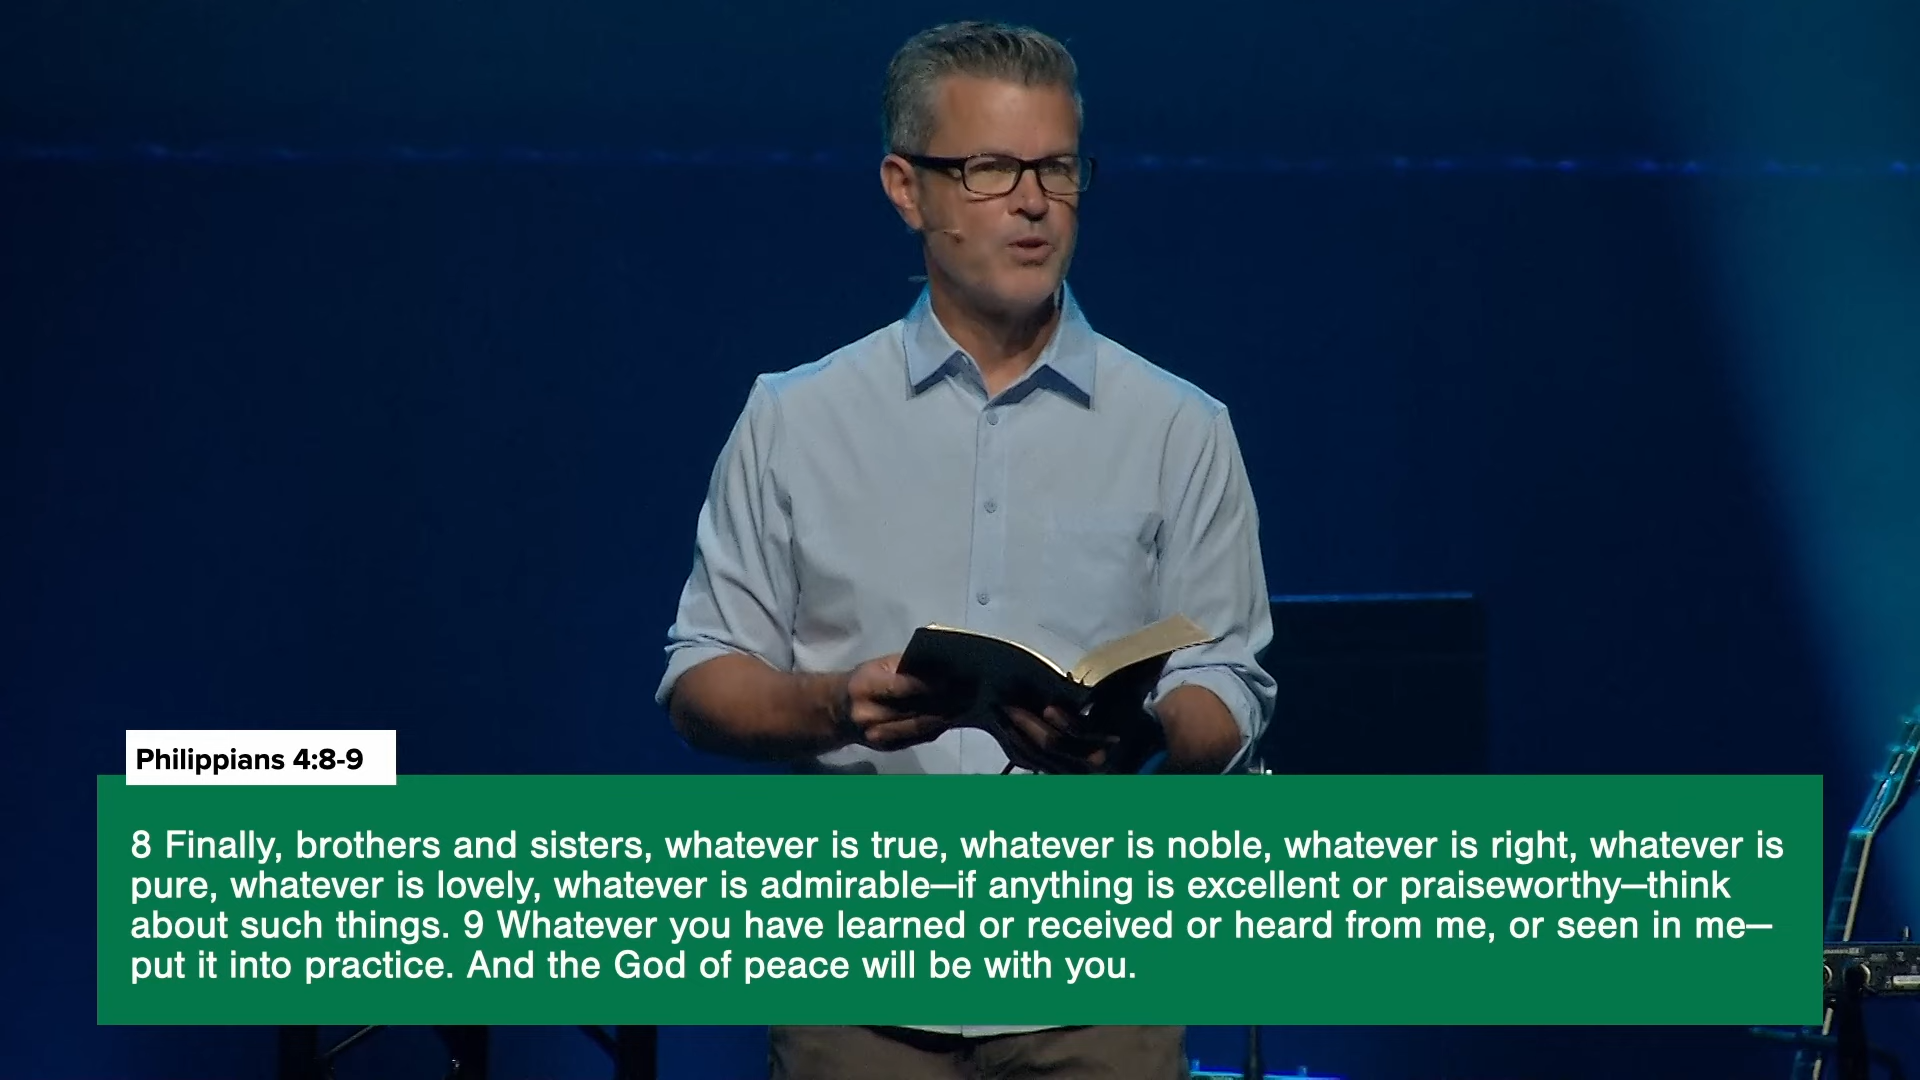 Philippians 4:8-9
8 Finally, brothers and sisters, whatever is true, whatever is noble, whatever is right, whatever is
pure, whatever is lovely, whatever is admirable—if anything is excellent or praiseworthy—think
about such things. 9 Whatever you have learned or received or heard from me, or seen in me—
put it into practice. And the God of peace will be with you.